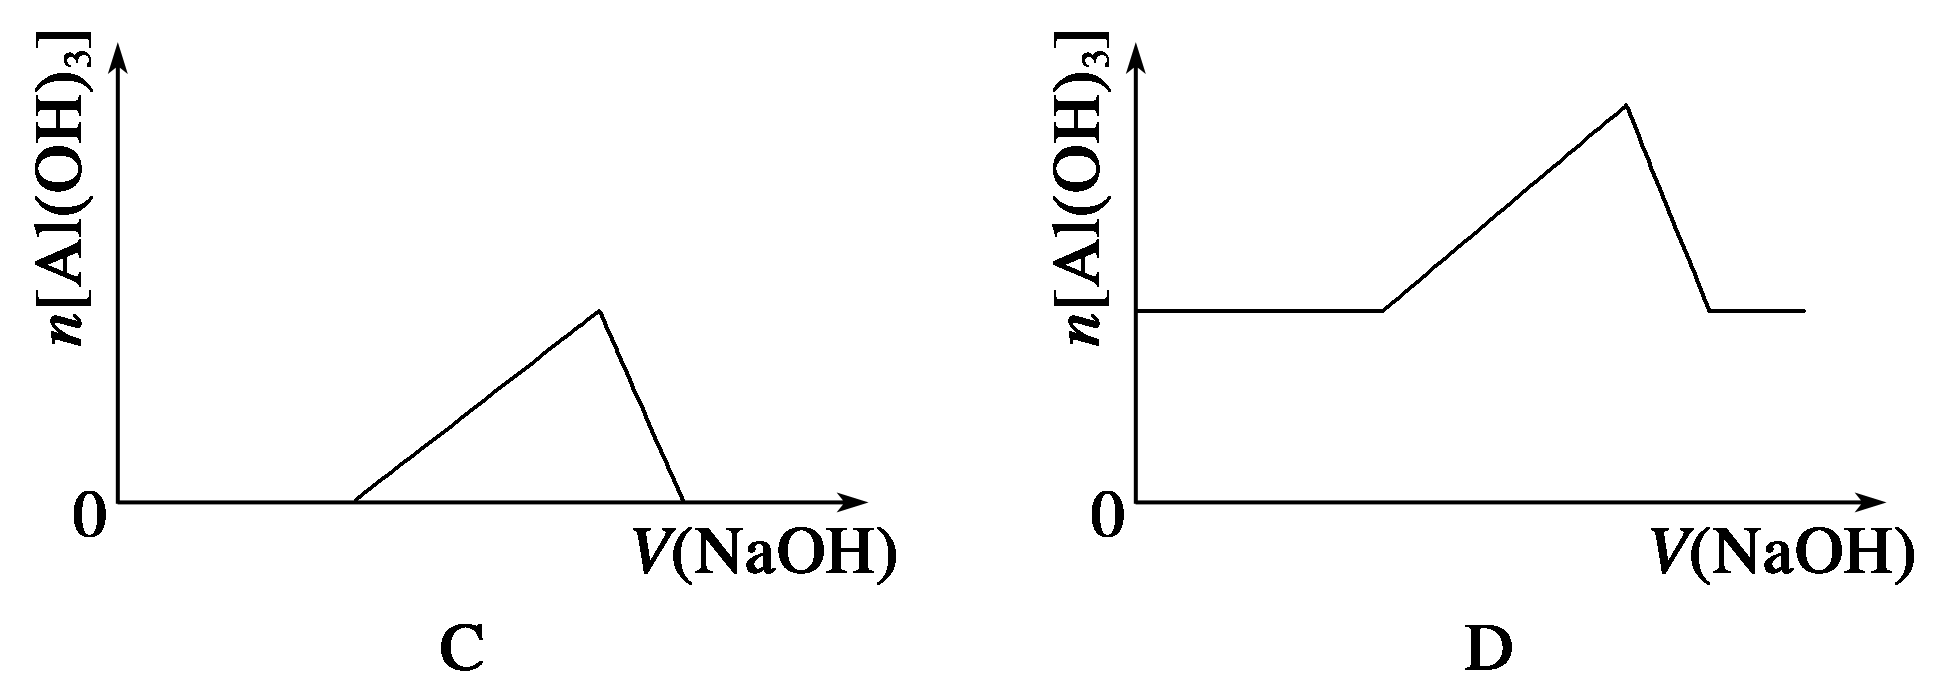 n[Al(OH)₃]
0
V(NaOH)
C
n[Al(OH)₃]
0
V(NaOH)
D